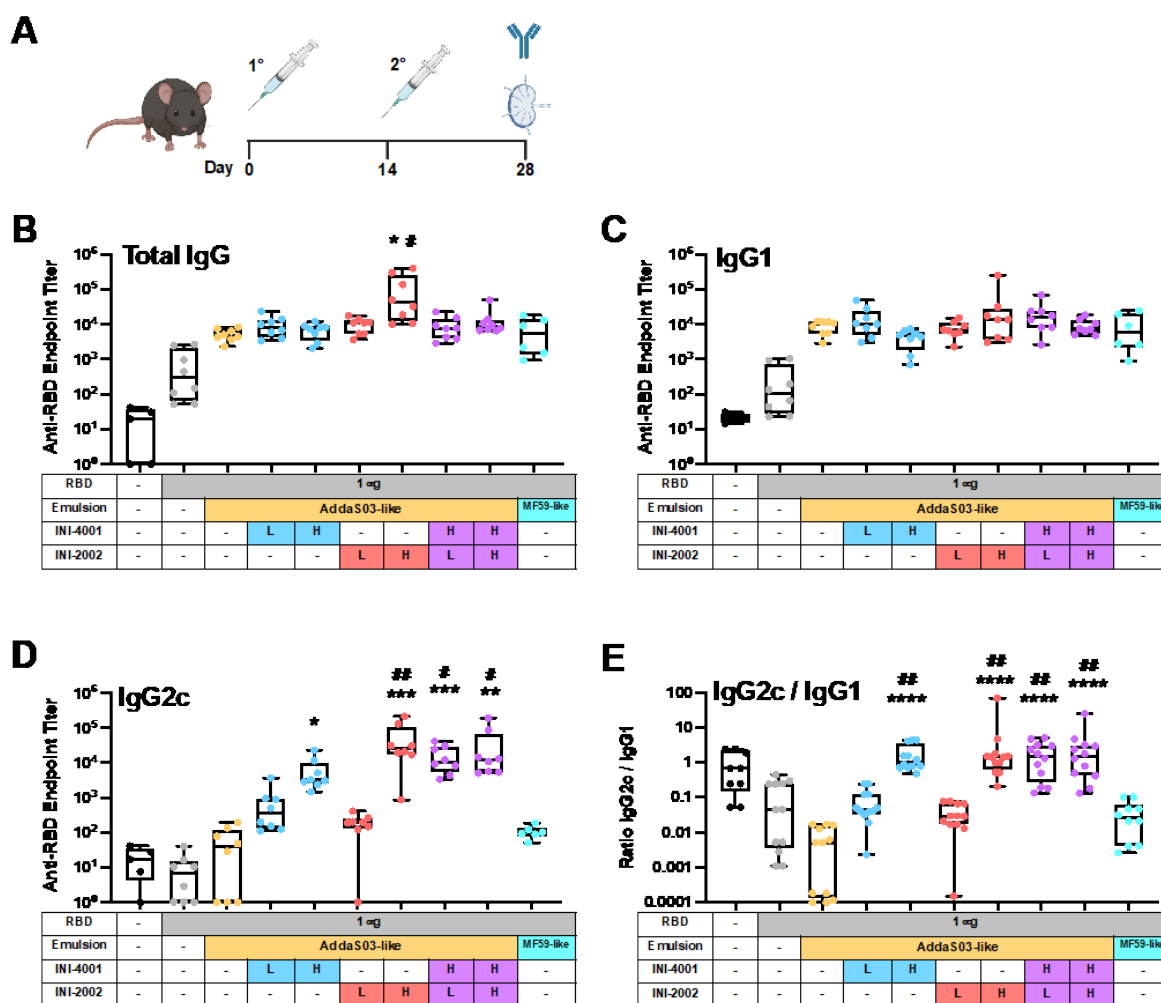 A
1° 2°
Day 0 14 28
B
Total IgG
* #
Anti-RBD Endpoint Titer
10⁶
10⁵
10⁴
10³
10²
10¹
10⁰
RBD - 1 ∝g
Emulsion - - AddaS03-like MF59-like
INI-4001 - - - L H - - H H -
INI-2002 - - - - - L H L H -
C
IgG1
Anti-RBD Endpoint Titer
10⁶
10⁵
10⁴
10³
10²
10¹
10⁰
RBD - 1 ∝g
Emulsion - - AddaS03-like MF59-like
INI-4001 - - - L H - - H H -
INI-2002 - - - - - L H L H -
D
IgG2c
* ## *** # *** # **
Anti-RBD Endpoint Titer
10⁶
10⁵
10⁴
10³
10²
10¹
10⁰
RBD - 1 ∝g
Emulsion - - AddaS03-like MF59-like
INI-4001 - - - L H - - H H -
INI-2002 - - - - - L H L H -
E
IgG2c / IgG1
## **** ## **** ## **** ## ****
Ratio IgG2c / IgG1
100
10
1
0.1
0.01
0.001
0.0001
RBD - 1 ∝g
Emulsion - - AddaS03-like MF59-like
INI-4001 - - - L H - - H H -
INI-2002 - - - - - L H L H -